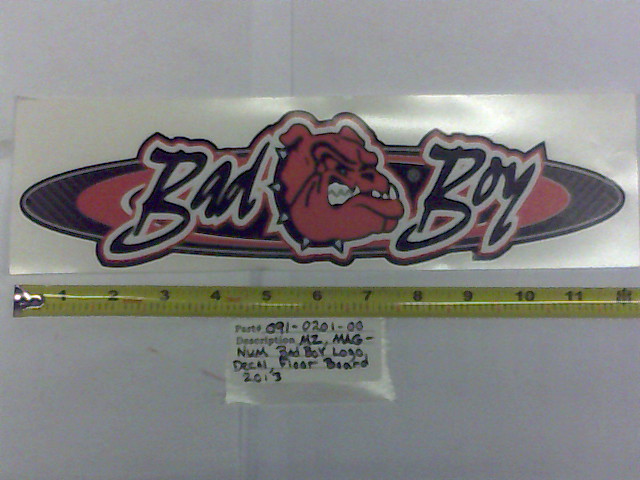 Bad Boy
1 2 3 4 5 6 7 8 9 10 11
Part# 091-0201-00
Description MZ, MAG-
NUM BAD BOY LOGO,
DECAL, Floor Board
2013